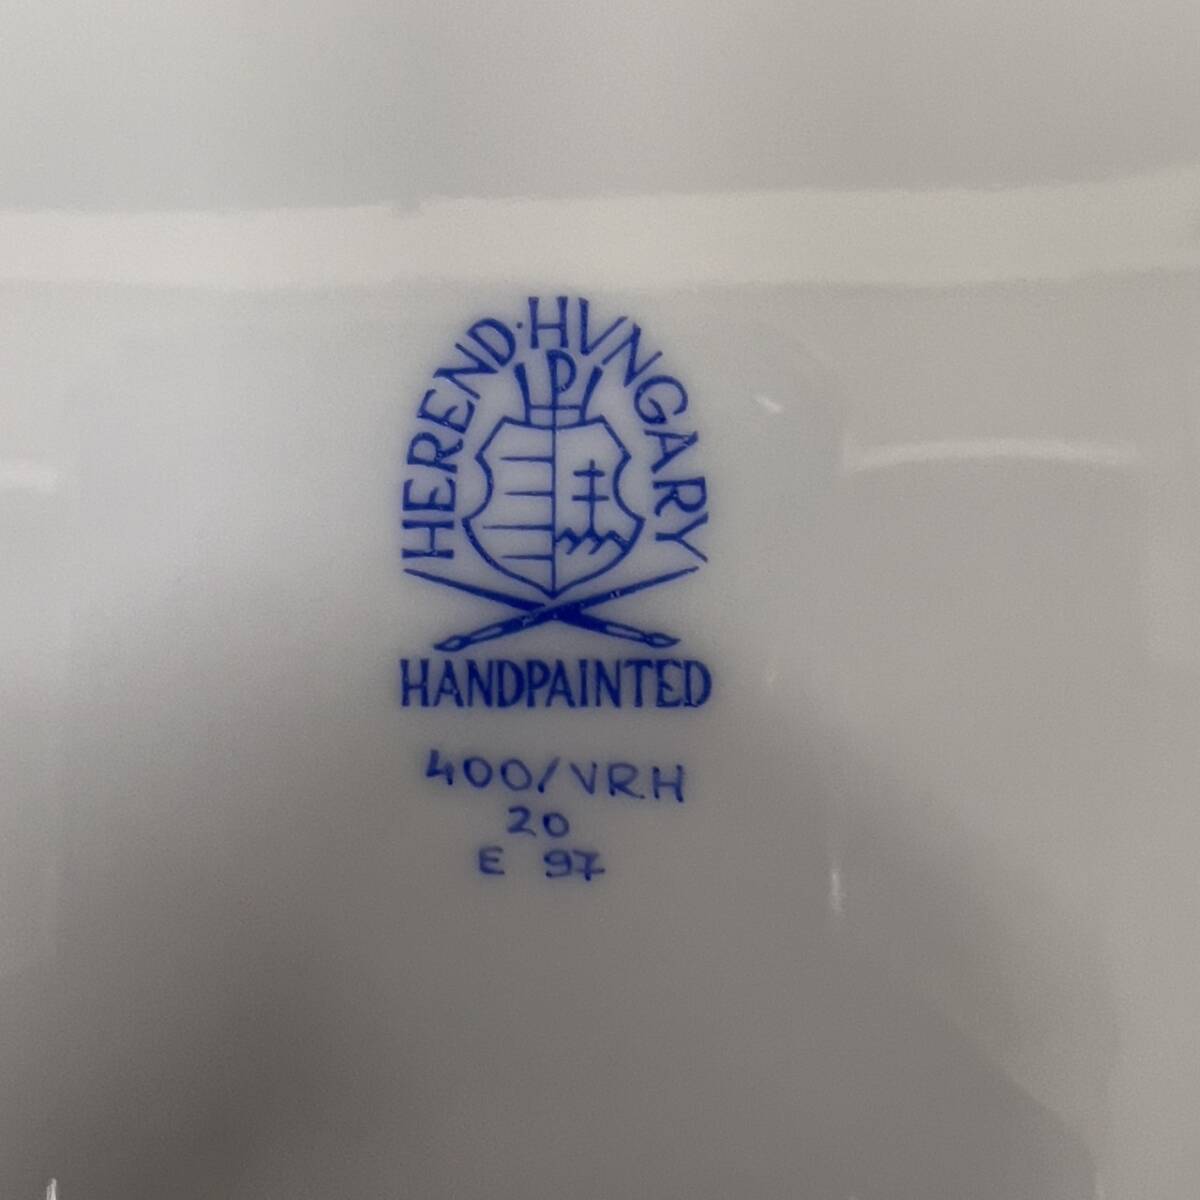 HEREND·HVNGARY
P
HANDPAINTED
400/VRH
20
E 97